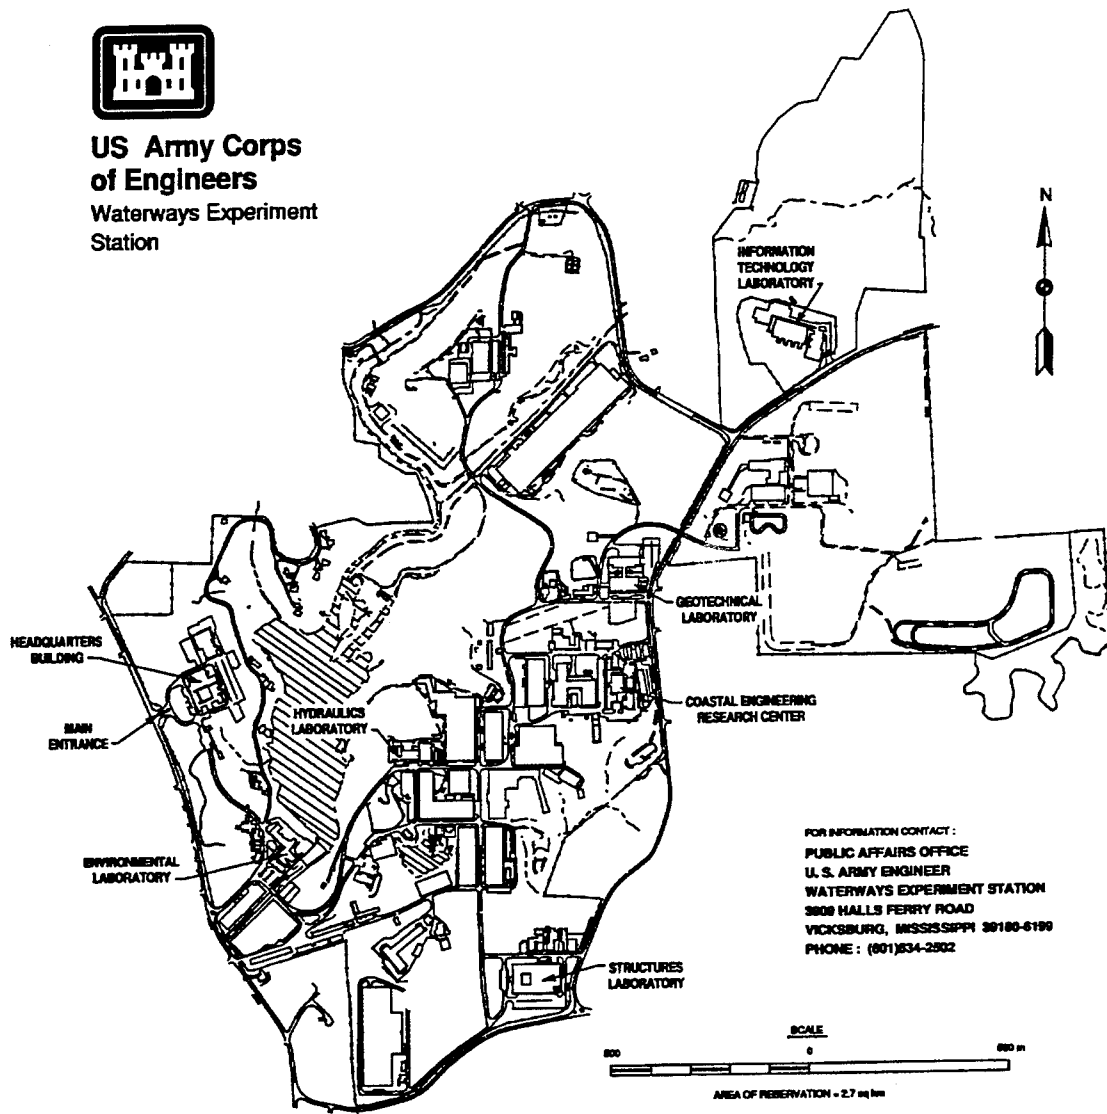 US Army Corps
of Engineers
Waterways Experiment
Station
N
INFORMATION
TECHNOLOGY
LABORATORY
GEOTECHNICAL
LABORATORY
HEADQUARTERS
BUILDING
MAIN
ENTRANCE
HYDRAULICS
LABORATORY
COASTAL ENGINEERING
RESEARCH CENTER
ENVIRONMENTAL
LABORATORY
STRUCTURES
LABORATORY
FOR INFORMATION CONTACT :
PUBLIC AFFAIRS OFFICE
U. S. ARMY ENGINEER
WATERWAYS EXPERIMENT STATION
3909 HALLS FERRY ROAD
VICKSBURG, MISSISSIPPI 39180-6199
PHONE : (601)634-2502
SCALE
500 0 500 m
AREA OF RESERVATION = 2.7 sq km